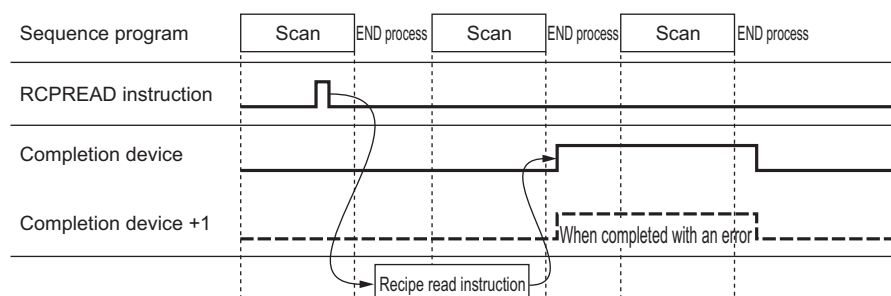 Sequence program Scan END process Scan END process Scan END process
RCPREAD instruction
Completion device
Completion device +1 When completed with an error
Recipe read instruction